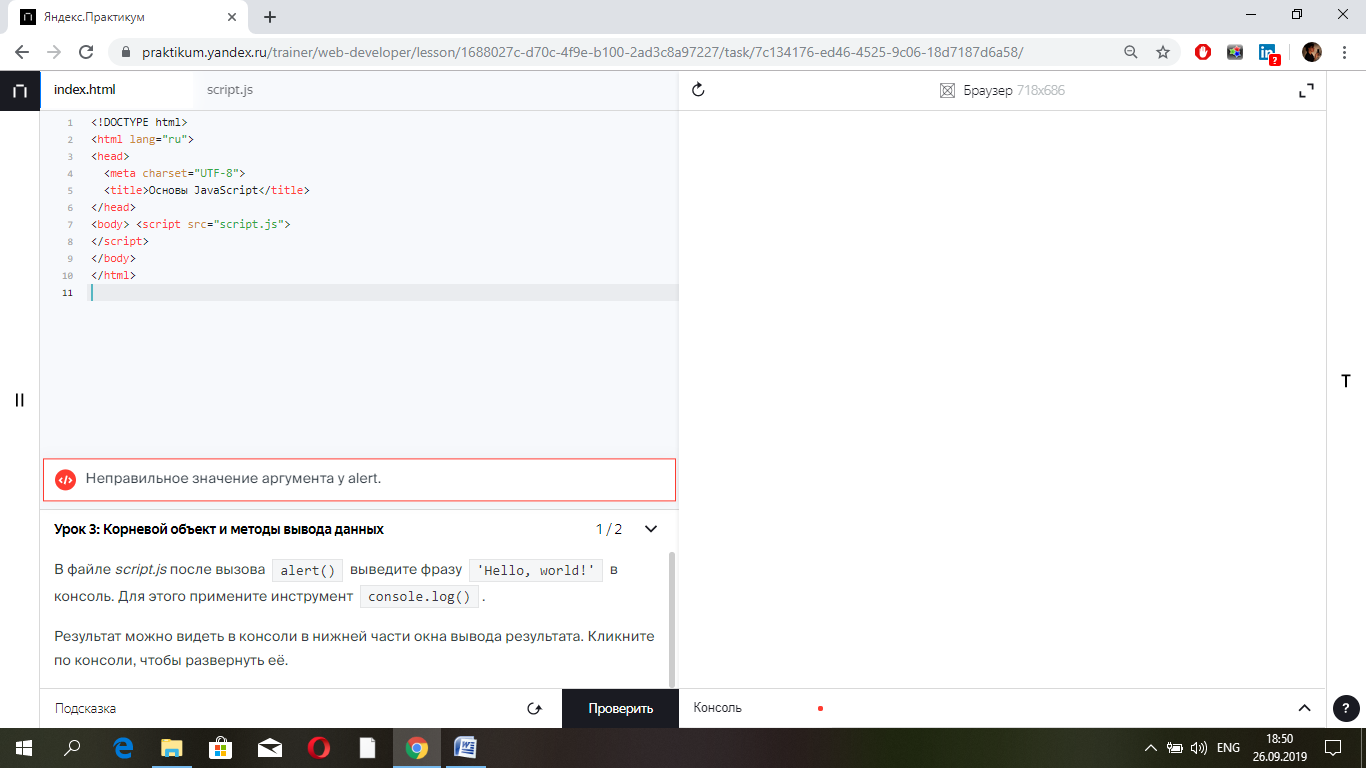 Яндекс.Практикум
praktikum.yandex.ru/trainer/web-developer/lesson/1688027c-d70c-4f9e-b100-2ad3c8a97227/task/7c134176-ed46-4525-9c06-18d7187d6a58/
index.html script.js
Браузер 718x686
1 <!DOCTYPE html>
2 <html lang="ru">
3 <head>
4 <meta charset="UTF-8">
5 <title>Основы JavaScript</title>
6 </head>
7 <body> <script src="script.js">
8 </script>
9 </body>
10 </html>
11
T
Неправильное значение аргумента у alert.
Урок 3: Корневой объект и методы вывода данных 1 / 2
В файле script.js после вызова alert() выведите фразу 'Hello, world!' в
консоль. Для этого примените инструмент console.log() .
Результат можно видеть в консоли в нижней части окна вывода результата. Кликните
по консоли, чтобы развернуть её.
Подсказка Проверить Консоль ?
ENG 18:50
26.09.2019